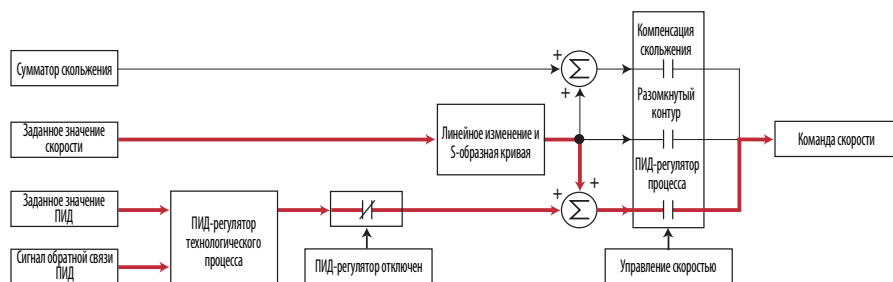 Компенсация
скольжения
+
Сумматор скольжения
Σ
+
Разомкнутый
контур
Заданное значение
скорости
Линейное изменение и
S-образная кривая
Команда скорости
ПИД-регулятор
процесса
+
+
Заданное значение
ПИД
Σ
ПИД-регулятор
технологического
процесса
Сигнал обратной связи
ПИД
ПИД-регулятор отключен
Управление скоростью